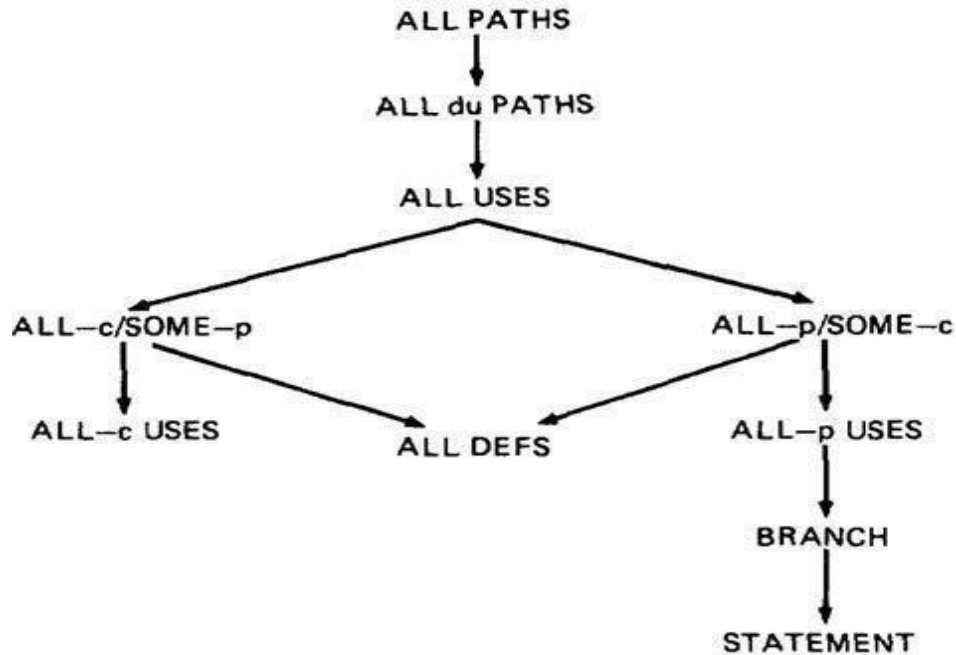 ALL PATHS
ALL du PATHS
ALL USES
ALL–c/SOME–p
ALL–p/SOME–c
ALL–c USES
ALL DEFS
ALL–p USES
BRANCH
STATEMENT